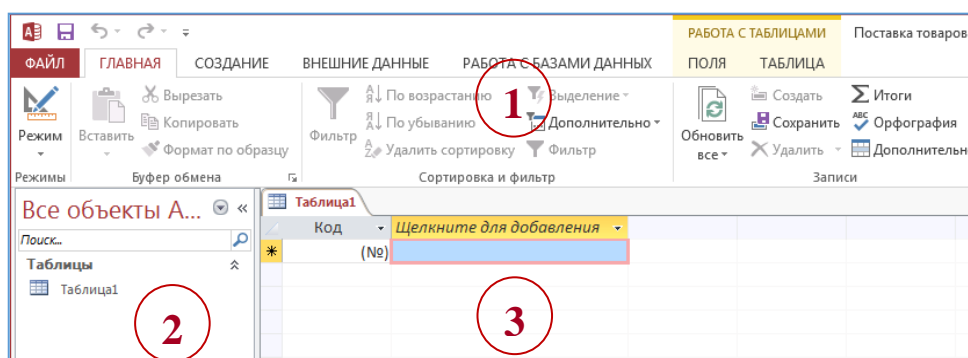 РАБОТА С ТАБЛИЦАМИ Поставка товаров
ФАЙЛ ГЛАВНАЯ СОЗДАНИЕ ВНЕШНИЕ ДАННЫЕ РАБОТА С БАЗАМИ ДАННЫХ ПОЛЯ ТАБЛИЦА
Вырезать По возрастанию Выделение Создать Итоги
1
Режим Вставить Копировать Фильтр По убыванию Дополнительно Обновить все Сохранить Орфография
Формат по образцу Удалить сортировку Фильтр Удалить Дополнительн
Режимы Буфер обмена Сортировка и фильтр Записи
Все объекты A... «
Таблица1
Код Щелкните для добавления
Поиск...
(№)
Таблицы
Таблица1
2
3